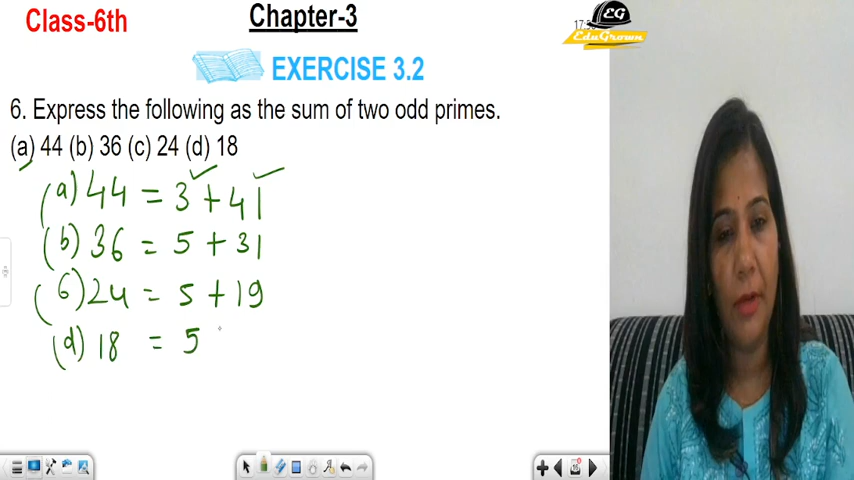 Class-6th
Chapter-3
EG
EduGrown
EXERCISE 3.2
6. Express the following as the sum of two odd primes.
(a) 44 (b) 36 (c) 24 (d) 18
(a) 44 = 3 + 41
(b) 36 = 5 + 31
(6) 24 = 5 + 19
(d) 18 = 5